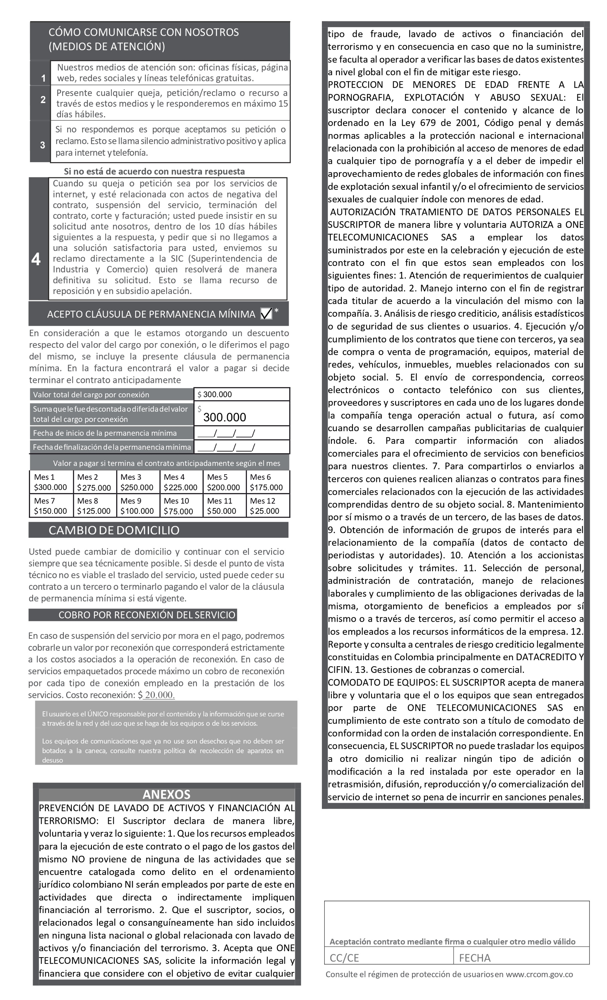 CÓMO COMUNICARSE CON NOSOTROS
(MEDIOS DE ATENCIÓN)
1
Nuestros medios de atención son: oficinas físicas, página
web, redes sociales y líneas telefónicas gratuitas.
2
Presente cualquier queja, petición/reclamo o recurso a
través de estos medios y le responderemos en máximo 15
días hábiles.
3
Si no respondemos es porque aceptamos su petición o
reclamo. Esto se llama silencio administrativo positivo y aplica
para internet y telefonía.
Si no está de acuerdo con nuestra respuesta
4
Cuando su queja o petición sea por los servicios de
internet, y esté relacionada con actos de negativa del
contrato, suspensión del servicio, terminación del
contrato, corte y facturación; usted puede insistir en su
solicitud ante nosotros, dentro de los 10 días hábiles
siguientes a la respuesta, y pedir que si no llegamos a
una solución satisfactoria para usted, enviemos su
reclamo directamente a la SIC (Superintendencia de
Industria y Comercio) quien resolverá de manera
definitiva su solicitud. Esto se llama recurso de
reposición y en subsidio apelación.
ACEPTO CLÁUSULA DE PERMANENCIA MÍNIMA ☑ *
En consideración a que le estamos otorgando un descuento
respecto del valor del cargo por conexión, o le diferimos el pago
del mismo, se incluye la presente cláusula de permanencia
mínima. En la factura encontrará el valor a pagar si decide
terminar el contrato anticipadamente
Valor total del cargo por conexión $ 300.000
Suma que le fue descontada o diferida del valor
total del cargo por conexión $ 300.000
Fecha de inicio de la permanencia mínima ___/___/___/
Fecha de finalización de la permanencia mínima ___/___/___/
Valor a pagar si termina el contrato anticipadamente según el mes
Mes 1 Mes 2 Mes 3 Mes 4 Mes 5 Mes 6
$300.000 $275.000 $250.000 $225.000 $200.000 $175.000
Mes 7 Mes 8 Mes 9 Mes 10 Mes 11 Mes 12
$150.000 $125.000 $100.000 $75.000 $50.000 $25.000
CAMBIO DE DOMICILIO
Usted puede cambiar de domicilio y continuar con el servicio
siempre que sea técnicamente posible. Si desde el punto de vista
técnico no es viable el traslado del servicio, usted puede ceder su
contrato a un tercero o terminarlo pagando el valor de la cláusula
de permanencia mínima si está vigente.
COBRO POR RECONEXIÓN DEL SERVICIO
En caso de suspensión del servicio por mora en el pago, podremos
cobrarle un valor por reconexión que corresponderá estrictamente
a los costos asociados a la operación de reconexión. En caso de
servicios empaquetados procede máximo un cobro de reconexión
por cada tipo de conexión empleado en la prestación de los
servicios. Costo reconexión: $ 20.000.
El usuario es el ÚNICO responsable por el contenido y la información que se curse
a través de la red y del uso que se haga de los equipos o de los servicios.
Los equipos de comunicaciones que ya no use son desechos que no deben ser
botados a la caneca, consulte nuestra política de recolección de aparatos en
desuso
ANEXOS
PREVENCIÓN DE LAVADO DE ACTIVOS Y FINANCIACIÓN AL
TERRORISMO: El Suscriptor declara de manera libre,
voluntaria y veraz lo siguiente: 1. Que los recursos empleados
para la ejecución de este contrato o el pago de los gastos del
mismo NO proviene de ninguna de las actividades que se
encuentre catalogada como delito en el ordenamiento
jurídico colombiano NI serán empleados por parte de este en
actividades que directa o indirectamente impliquen
financiación al terrorismo. 2. Que el suscriptor, socios, o
relacionados legal o consanguíneamente han sido incluidos
en ninguna lista nacional o global relacionada con lavado de
activos y/o financiación del terrorismo. 3. Acepta que ONE
TELECOMUNICACIONES SAS, solicite la información legal y
financiera que considere con el objetivo de evitar cualquier
tipo de fraude, lavado de activos o financiación del
terrorismo y en consecuencia en caso que no la suministre,
se faculta al operador a verificar las bases de datos existentes
a nivel global con el fin de mitigar este riesgo.
PROTECCION DE MENORES DE EDAD FRENTE A LA
PORNOGRAFIA, EXPLOTACIÓN Y ABUSO SEXUAL: El
suscriptor declara conocer el contenido y alcance de lo
ordenado en la Ley 679 de 2001, Código penal y demás
normas aplicables a la protección nacional e internacional
relacionada con la prohibición al acceso de menores de edad
a cualquier tipo de pornografía y a el deber de impedir el
aprovechamiento de redes globales de información con fines
de explotación sexual infantil y/o el ofrecimiento de servicios
sexuales de cualquier índole con menores de edad.
AUTORIZACIÓN TRATAMIENTO DE DATOS PERSONALES EL
SUSCRIPTOR de manera libre y voluntaria AUTORIZA a ONE
TELECOMUNICACIONES SAS a emplear los datos
suministrados por este en la celebración y ejecución de este
contrato con el fin que estos sean empleados con los
siguientes fines: 1. Atención de requerimientos de cualquier
tipo de autoridad. 2. Manejo interno con el fin de registrar
cada titular de acuerdo a la vinculación del mismo con la
compañía. 3. Análisis de riesgo crediticio, análisis estadísticos
o de seguridad de sus clientes o usuarios. 4. Ejecución y/o
cumplimiento de los contratos que tiene con terceros, ya sea
de compra o venta de programación, equipos, material de
redes, vehículos, inmuebles, muebles relacionados con su
objeto social. 5. El envío de correspondencia, correos
electrónicos o contacto telefónico con sus clientes,
proveedores y suscriptores en cada uno de los lugares donde
la compañía tenga operación actual o futura, así como
cuando se desarrollen campañas publicitarias de cualquier
índole. 6. Para compartir información con aliados
comerciales para el ofrecimiento de servicios con beneficios
para nuestros clientes. 7. Para compartirlos o enviarlos a
terceros con quienes realicen alianzas o contratos para fines
comerciales relacionados con la ejecución de las actividades
comprendidas dentro de su objeto social. 8. Mantenimiento
por sí mismo o a través de un tercero, de las bases de datos.
9. Obtención de información de grupos de interés para el
relacionamiento de la compañía (datos de contacto de
periodistas y autoridades). 10. Atención a los accionistas
sobre solicitudes y trámites. 11. Selección de personal,
administración de contratación, manejo de relaciones
laborales y cumplimiento de las obligaciones derivadas de la
misma, otorgamiento de beneficios a empleados por sí
mismo o a través de terceros, así como permitir el acceso a
los empleados a los recursos informáticos de la empresa. 12.
Reporte y consulta a centrales de riesgo crediticio legalmente
constituidas en Colombia principalmente en DATACREDITO Y
CIFIN. 13. Gestiones de cobranzas o comercial.
COMODATO DE EQUIPOS: EL SUSCRIPTOR acepta de manera
libre y voluntaria que el o los equipos que sean entregados
por parte de ONE TELECOMUNICACIONES SAS en
cumplimiento de este contrato son a título de comodato de
conformidad con la orden de instalación correspondiente. En
consecuencia, EL SUSCRIPTOR no puede trasladar los equipos
a otro domicilio ni realizar ningún tipo de adición o
modificación a la red instalada por este operador en la
retrasmisión, difusión, reproducción y/o comercialización del
servicio de internet so pena de incurrir en sanciones penales.
Aceptación contrato mediante firma o cualquier otro medio válido
CC/CE FECHA
Consulte el régimen de protección de usuarios en www.crcom.gov.co